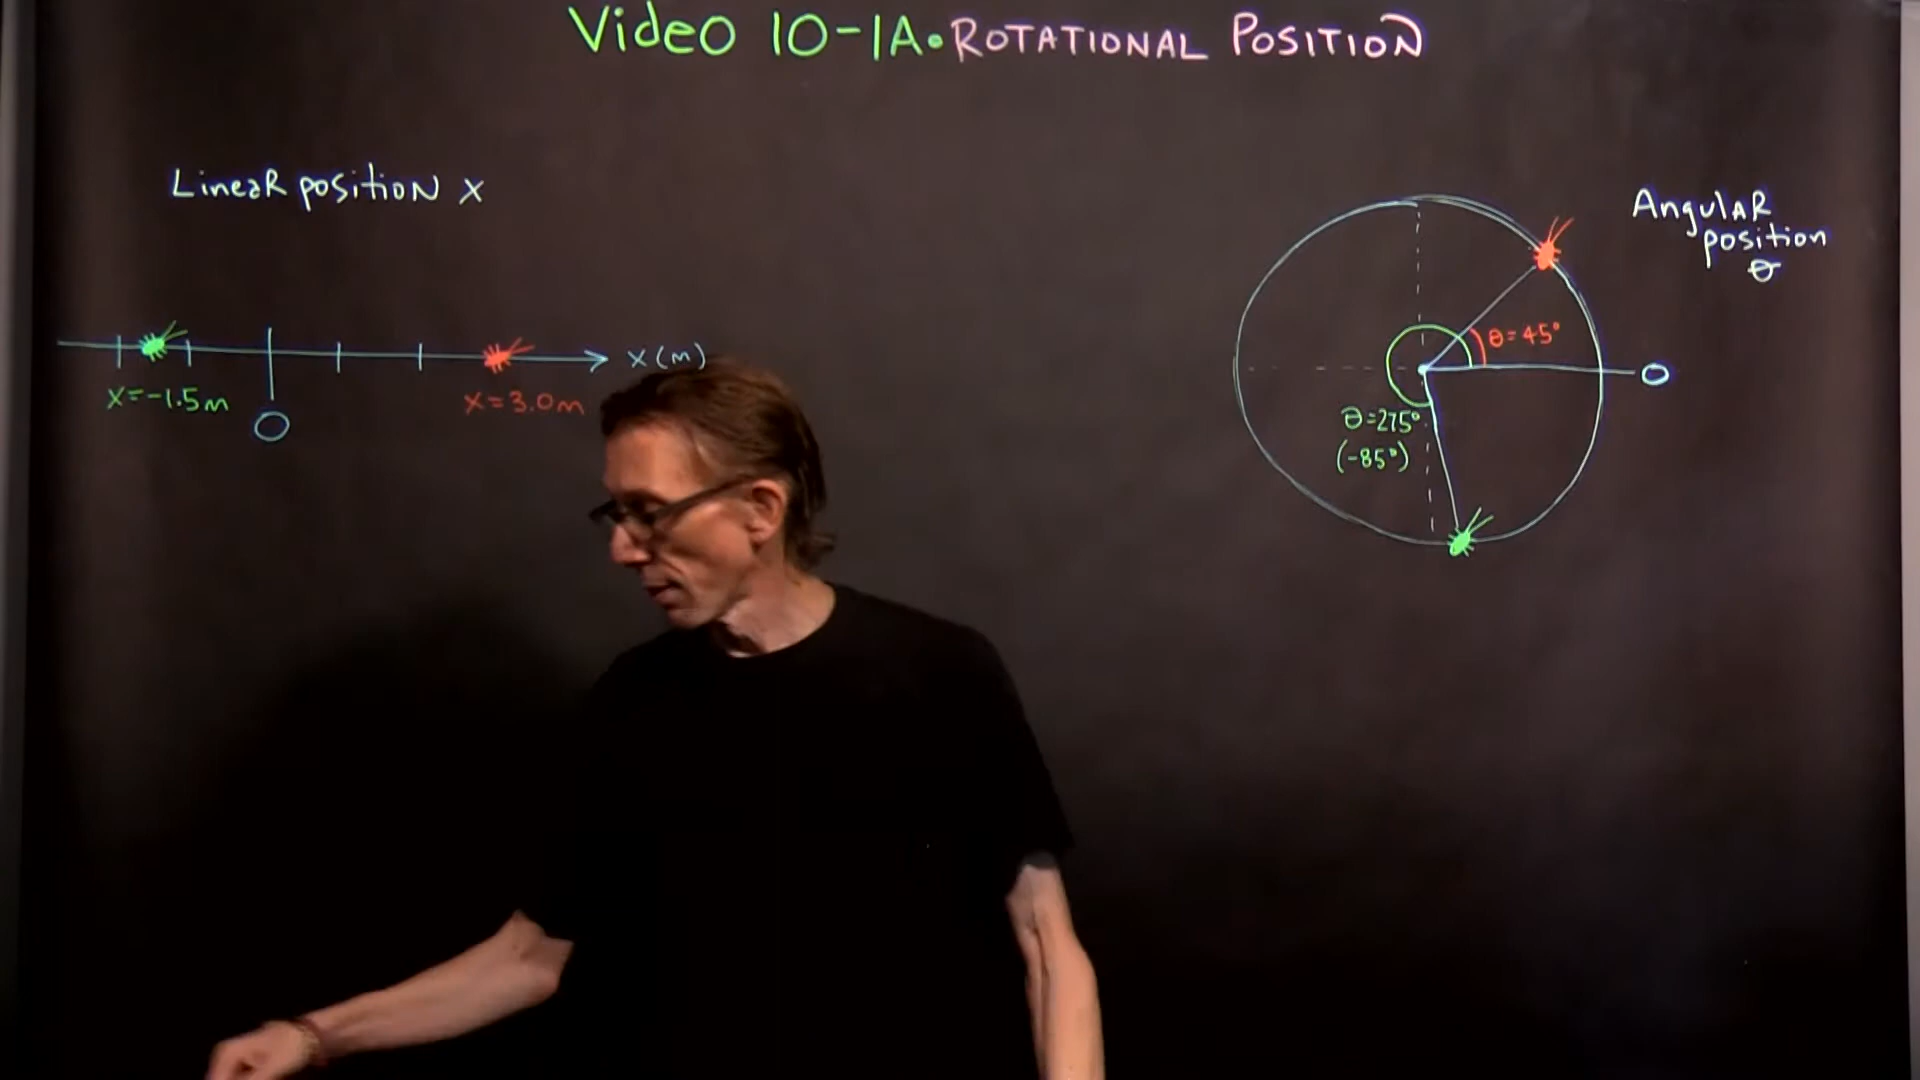 Video 10-1A • Rotational Position
Linear position x
x (m)
x=-1.5m
0
x=3.0m
Angular
position
θ
θ=45°
0
θ=275°
(-85°)